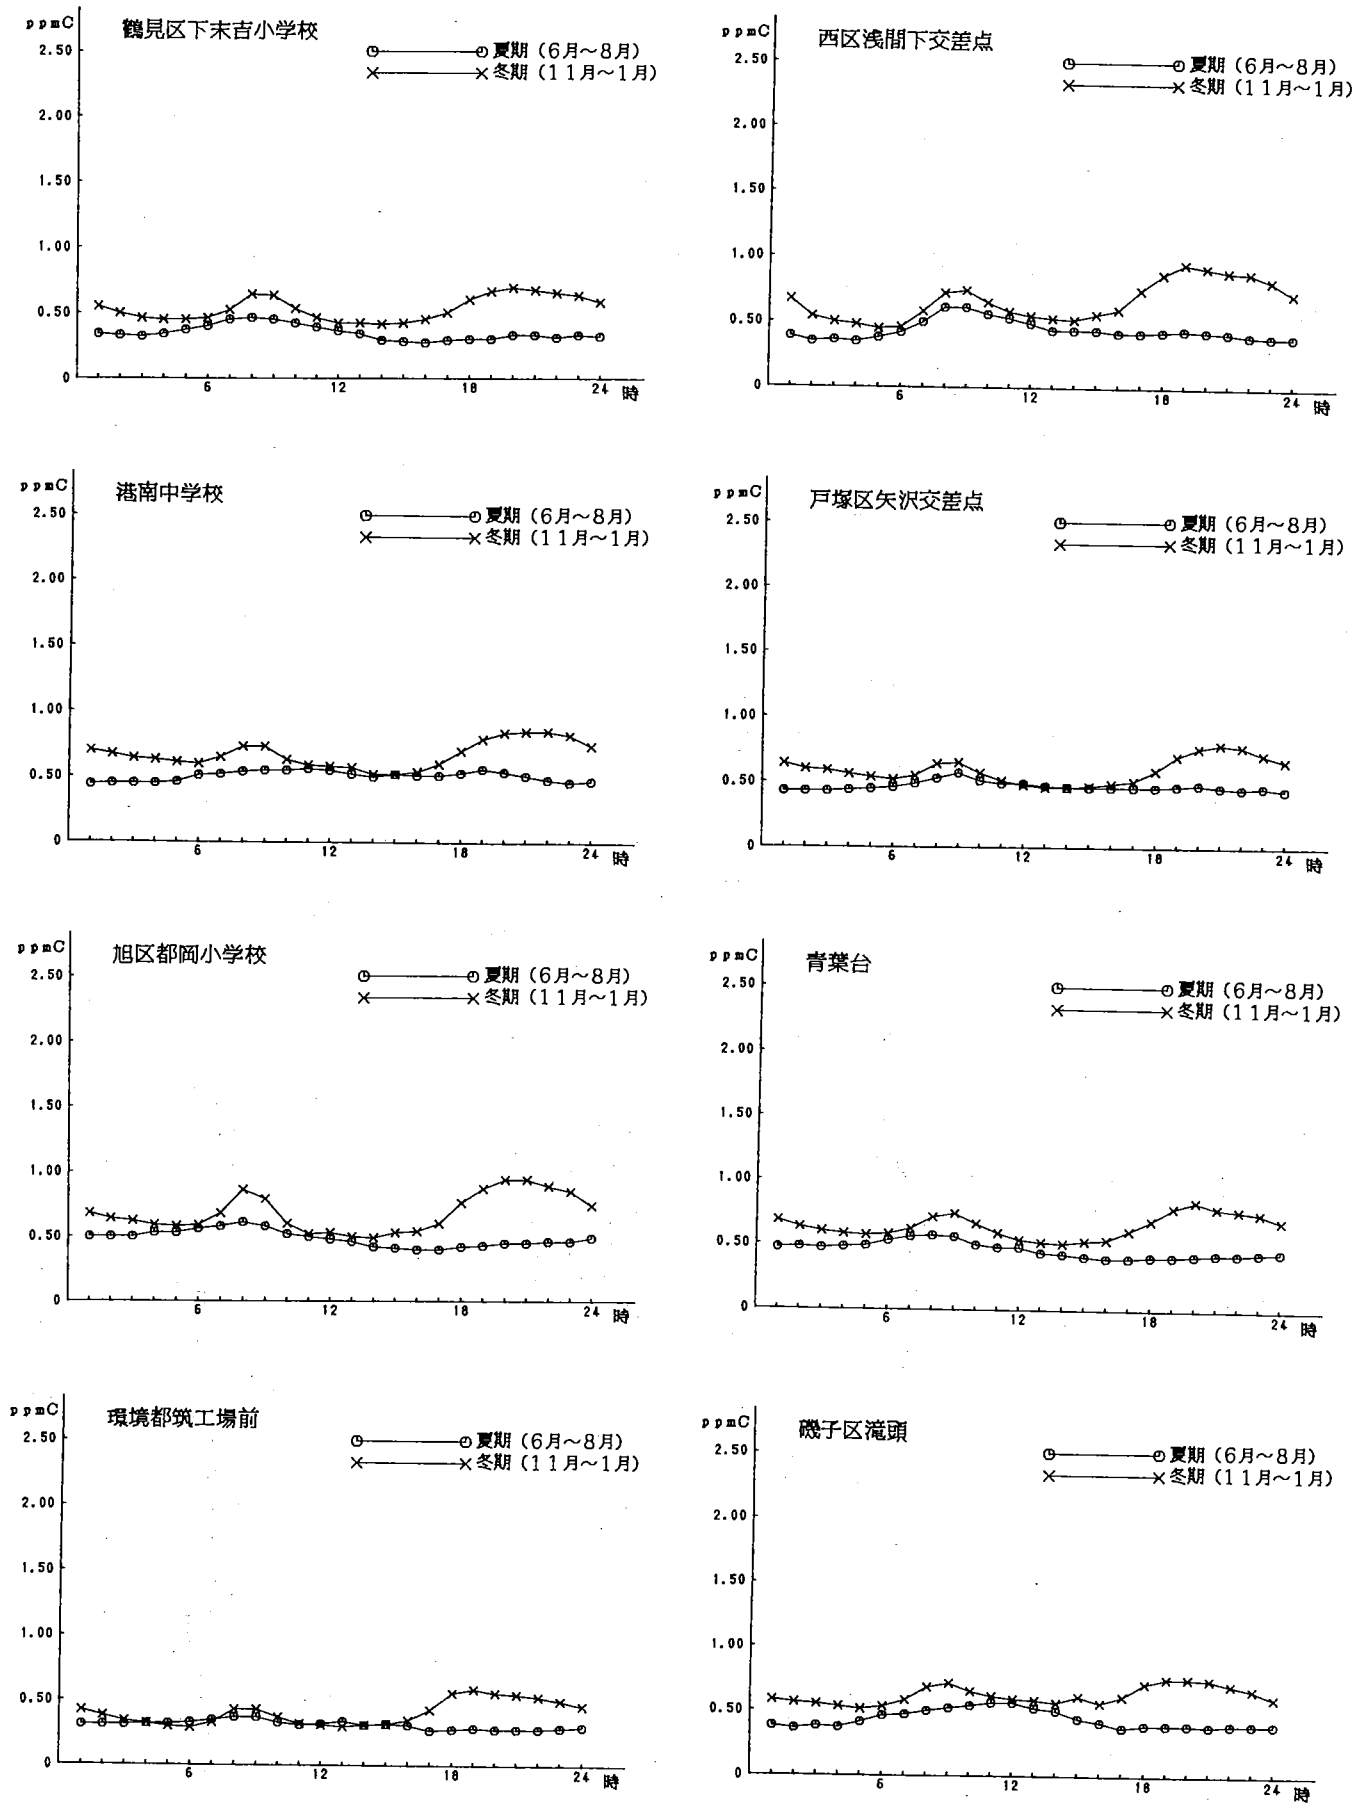 ppmC
鶴見区下末吉小学校
夏期（6月～8月）
冬期（11月～1月）
2.50
2.00
1.50
1.00
0.50
0
6
12
18
24
時
ppmC
西区浅間下交差点
夏期（6月～8月）
冬期（11月～1月）
2.50
2.00
1.50
1.00
0.50
0
6
12
18
24
時
ppmC
港南中学校
夏期（6月～8月）
冬期（11月～1月）
2.50
2.00
1.50
1.00
0.50
0
6
12
18
24
時
ppmC
戸塚区矢沢交差点
夏期（6月～8月）
冬期（11月～1月）
2.50
2.00
1.50
1.00
0.50
0
6
12
18
24
時
ppmC
旭区都岡小学校
夏期（6月～8月）
冬期（11月～1月）
2.50
2.00
1.50
1.00
0.50
0
6
12
18
24
時
ppmC
青葉台
夏期（6月～8月）
冬期（11月～1月）
2.50
2.00
1.50
1.00
0.50
0
6
12
18
24
時
ppmC
環境都筑工場前
夏期（6月～8月）
冬期（11月～1月）
2.50
2.00
1.50
1.00
0.50
0
6
12
18
24
時
ppmC
磯子区滝頭
夏期（6月～8月）
冬期（11月～1月）
2.50
2.00
1.50
1.00
0.50
0
6
12
18
24
時